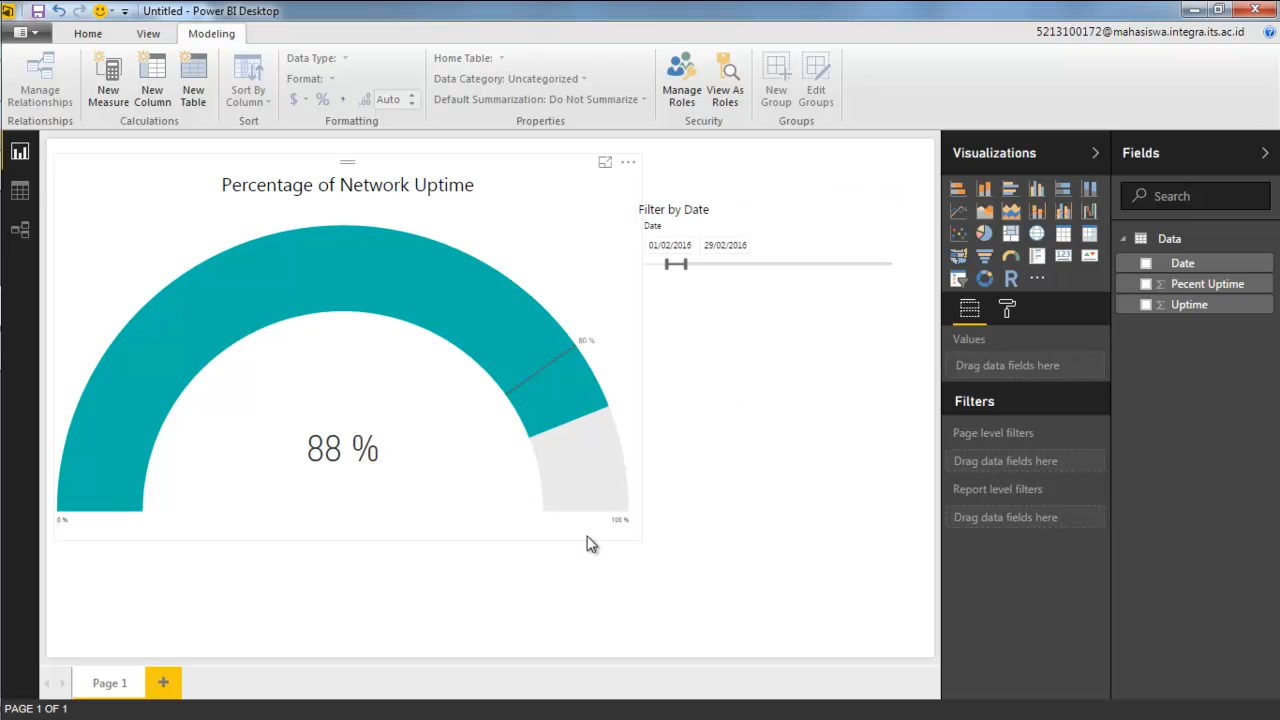 Untitled - Power BI Desktop
Home View Modeling
5213100172@mahasiswa.integra.its.ac.id
Manage Relationships
New Measure
New Column
New Table
Sort By Column
Data Type:
Format:
$ % , Auto
Home Table:
Data Category: Uncategorized
Default Summarization: Do Not Summarize
Manage Roles
View As Roles
New Group
Edit Groups
Relationships
Calculations
Sort
Formatting
Properties
Security
Groups
Percentage of Network Uptime
80 %
88 %
0 %
100 %
Filter by Date
Date
01/02/2016 29/02/2016
Visualizations
R
Values
Drag data fields here
Filters
Page level filters
Drag data fields here
Report level filters
Drag data fields here
Fields
Search
Data
Date
Σ Pecent Uptime
Σ Uptime
Page 1
PAGE 1 OF 1